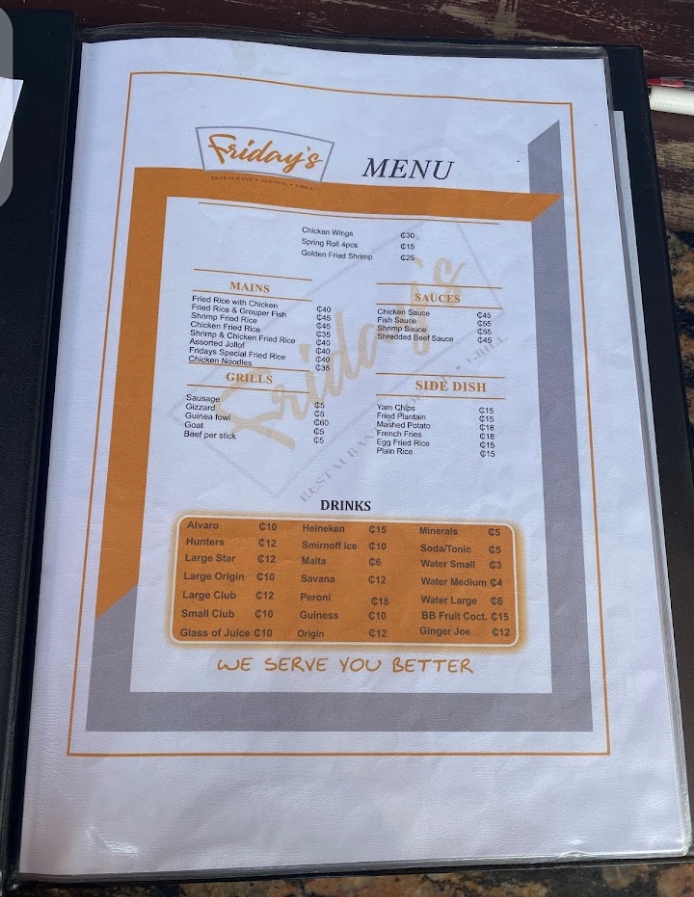 Friday's
RESTAURANT • LOUNGE • GRILL
MENU
Chicken Wings ₵30
Spring Roll 4pcs ₵15
Golden Fried Shrimp ₵25
MAINS
Fried Rice with Chicken ₵40
Fried Rice & Grouper Fish ₵45
Shrimp Fried Rice ₵45
Chicken Fried Rice ₵35
Shrimp & Chicken Fried Rice ₵40
Assorted Jollof ₵40
Fridays Special Fried Rice ₵40
Chicken Noodles ₵35
SAUCES
Chicken Sauce ₵45
Fish Sauce ₵55
Shrimp Sauce ₵55
Shredded Beef Sauce ₵45
GRILLS
Sausage ₵5
Gizzard ₵5
Guinea fowl ₵60
Goat ₵5
Beef per stick ₵5
SIDE DISH
Yam Chips ₵15
Fried Plantain ₵15
Mashed Potato ₵18
French Fries ₵18
Egg Fried Rice ₵15
Plain Rice ₵15
Friday's
RESTAURANT • LOUNGE • GRILL
DRINKS
Alvaro ₵10 Heineken ₵15 Minerals ₵5
Hunters ₵12 Smirnoff ice ₵10 Soda/Tonic ₵5
Large Star ₵12 Malta ₵6 Water Small ₵3
Large Origin ₵10 Savana ₵12 Water Medium ₵4
Large Club ₵12 Peroni ₵18 Water Large ₵6
Small Club ₵10 Guiness ₵10 BB Fruit Coct. ₵15
Glass of Juice ₵10 Origin ₵12 Ginger Joe ₵12
WE SERVE YOU BETTER